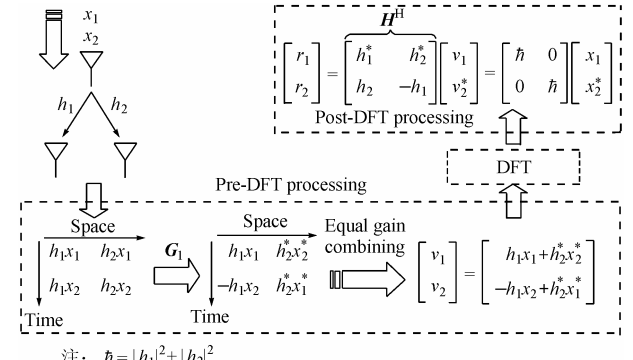 x₁
x₂
h₁ h₂
Hᴴ
[r₁ r₂] = [h₁* h₂*; h₂ −h₁] [v₁ v₂*] = [ħ 0; 0 ħ] [x₁ x₂*]
Post-DFT processing
DFT
Pre-DFT processing
Space
h₁x₁ h₂x₁
h₁x₂ h₂x₂
Time
G₁
Space
h₁x₁ h₂*x₂*
−h₁x₂ h₂*x₁*
Time
Equal gain
combining
[v₁ v₂] = [h₁x₁+h₂*x₂*; −h₁x₂+h₂*x₁*]
注： ħ=|h₁|²+|h₂|²